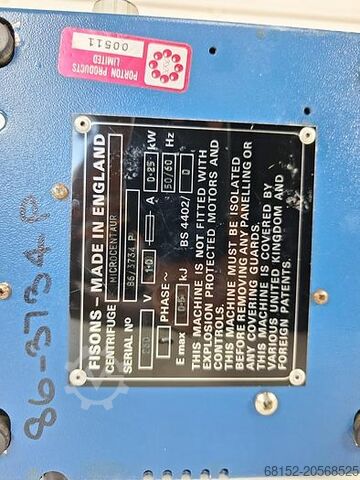 PORTON PRODUCTS
LIMITED
00511
86-3734 P
FISONS – MADE IN ENGLAND
CENTRIFUGE MICROCENTAUR
SERIAL Nº 86/3734 P
V 1·0 A 0·25 kW
1 PHASE ~ 50/60 Hz
E max 0·5 kJ BS 4402/ D
THIS MACHINE IS NOT FITTED WITH
EXPLOSION PROTECTED MOTORS AND
CONTROLS.
THIS MACHINE MUST BE ISOLATED
BEFORE REMOVING ANY PANELLING OR
ANY COVERING GARDS.
THIS MACHINE IS COVERED BY
VARIOUS UNITED KINGDOM AND
FOREIGN PATENTS.
68152-20568525